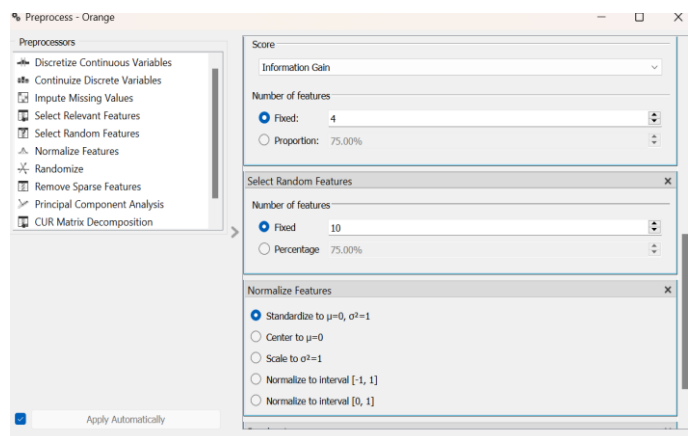 Preprocess - Orange
Preprocessors
Discretize Continuous Variables
Continuize Discrete Variables
Impute Missing Values
Select Relevant Features
Select Random Features
Normalize Features
Randomize
Remove Sparse Features
Principal Component Analysis
CUR Matrix Decomposition
Apply Automatically
Score
Information Gain
Number of features
Fixed: 4
Proportion: 75.00%
Select Random Features
Number of features
Fixed 10
Percentage 75.00%
Normalize Features
Standardize to μ=0, σ²=1
Center to μ=0
Scale to σ²=1
Normalize to interval [-1, 1]
Normalize to interval [0, 1]